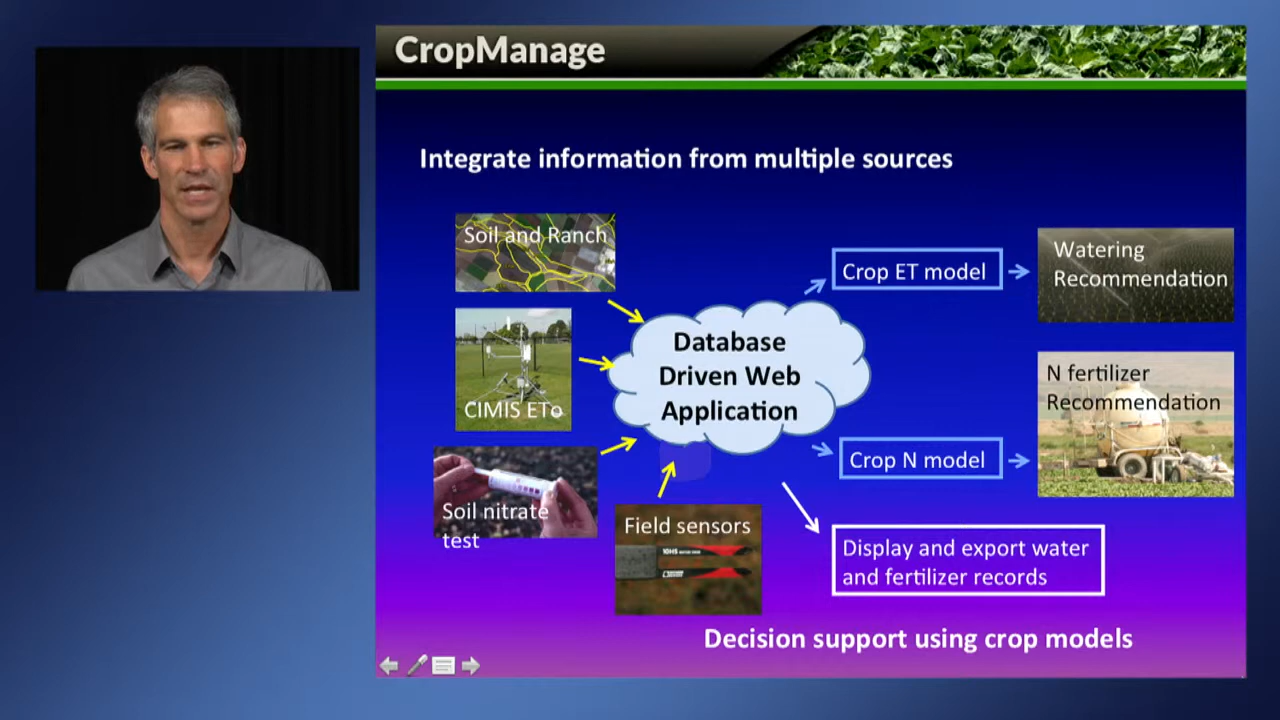 CropManage
Integrate information from multiple sources
Soil and Ranch
CIMIS ETo
Soil nitrate
test
Field sensors
10HS
Database
Driven Web
Application
Crop ET model
Watering
Recommendation
Crop N model
N fertilizer
Recommendation
Display and export water
and fertilizer records
Decision support using crop models